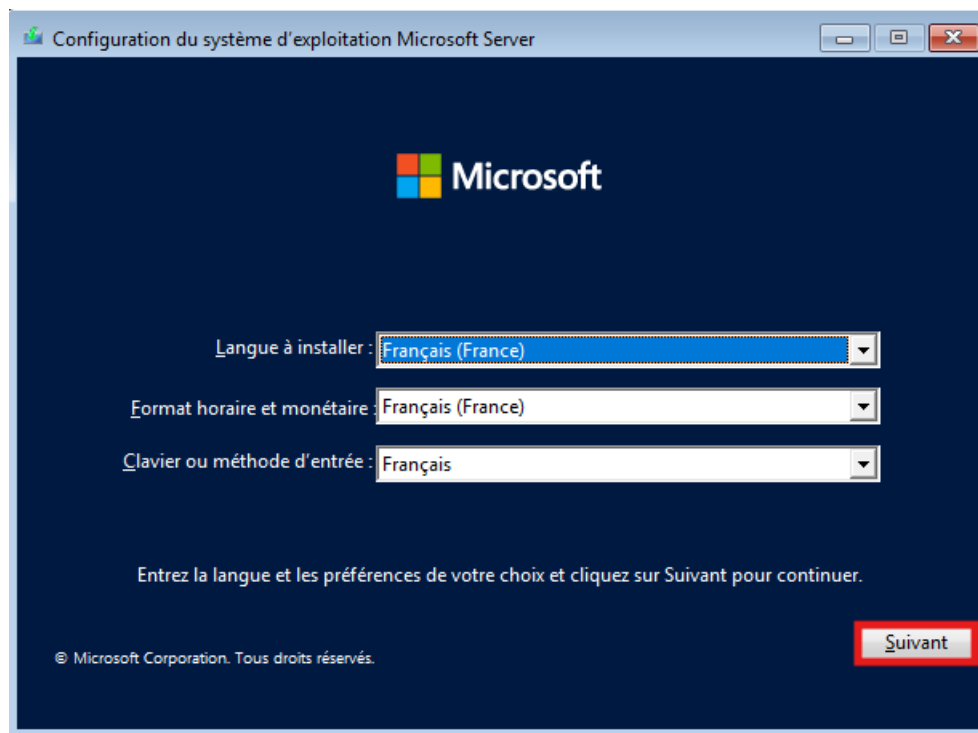 Configuration du système d'exploitation Microsoft Server
Microsoft
Langue à installer : Français (France)
Format horaire et monétaire : Français (France)
Clavier ou méthode d'entrée : Français
Entrez la langue et les préférences de votre choix et cliquez sur Suivant pour continuer.
Suivant
© Microsoft Corporation. Tous droits réservés.